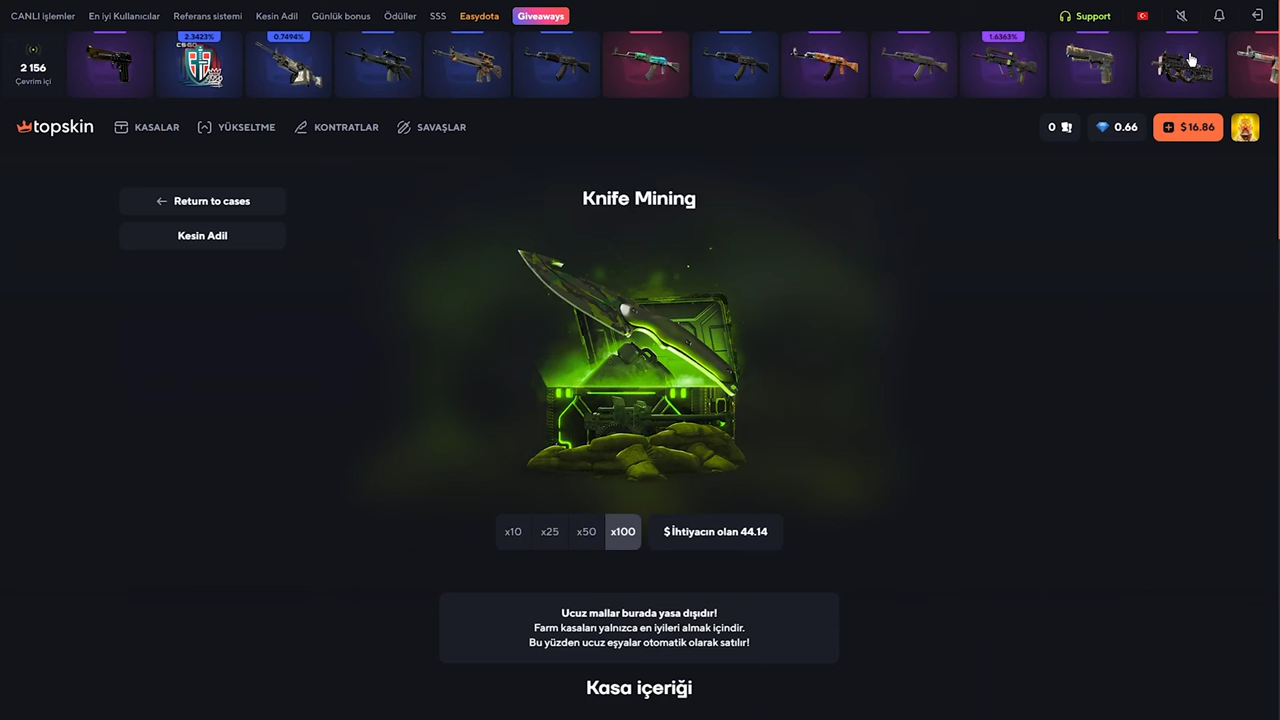 CANLI işlemler En iyi Kullanıcılar Referans sistemi Kesin Adil Günlük bonus Ödüller SSS Easydota Giveaways Support
2.3423% 0.7494% 1.6363%
CSGO
2 156
Çevrim içi
topskin KASALAR YÜKSELTME KONTRATLAR SAVAŞLAR 0 0.66 $ 16.86
Return to cases
Kesin Adil
Knife Mining
x10 x25 x50 x100 $ İhtiyacın olan 44.14
Ucuz mallar burada yasa dışıdır!
Farm kasaları yalnızca en iyileri almak içindir.
Bu yüzden ucuz eşyalar otomatik olarak satılır!
Kasa içeriği